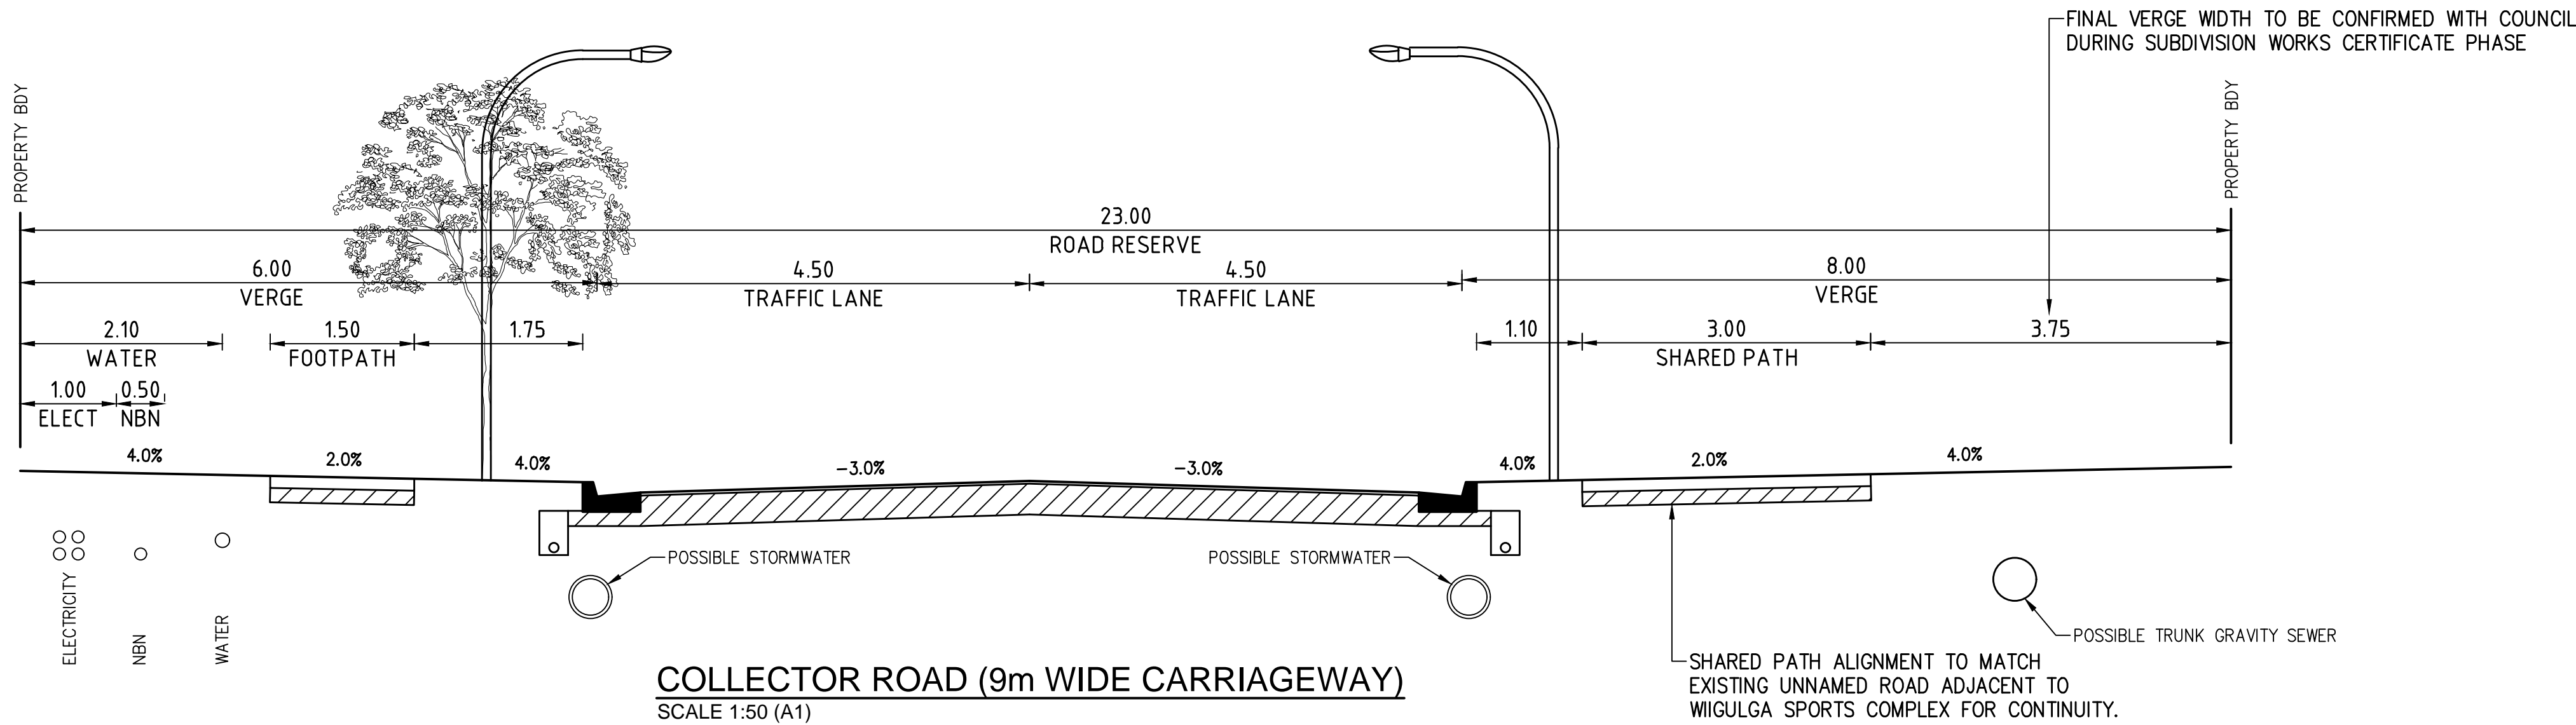 FINAL VERGE WIDTH TO BE CONFIRMED WITH COUNCIL
DURING SUBDIVISION WORKS CERTIFICATE PHASE
PROPERTY BDY
PROPERTY BDY
23.00
ROAD RESERVE
6.00
VERGE
4.50
TRAFFIC LANE
4.50
TRAFFIC LANE
8.00
VERGE
2.10
WATER
1.50
FOOTPATH
1.75
1.10
3.00
SHARED PATH
3.75
1.00
ELECT
0.50
NBN
4.0%
2.0%
4.0%
-3.0%
-3.0%
4.0%
2.0%
4.0%
POSSIBLE STORMWATER
POSSIBLE STORMWATER
ELECTRICITY
NBN
WATER
POSSIBLE TRUNK GRAVITY SEWER
SHARED PATH ALIGNMENT TO MATCH
EXISTING UNNAMED ROAD ADJACENT TO
WIIGULGA SPORTS COMPLEX FOR CONTINUITY.
COLLECTOR ROAD (9m WIDE CARRIAGEWAY)
SCALE 1:50 (A1)